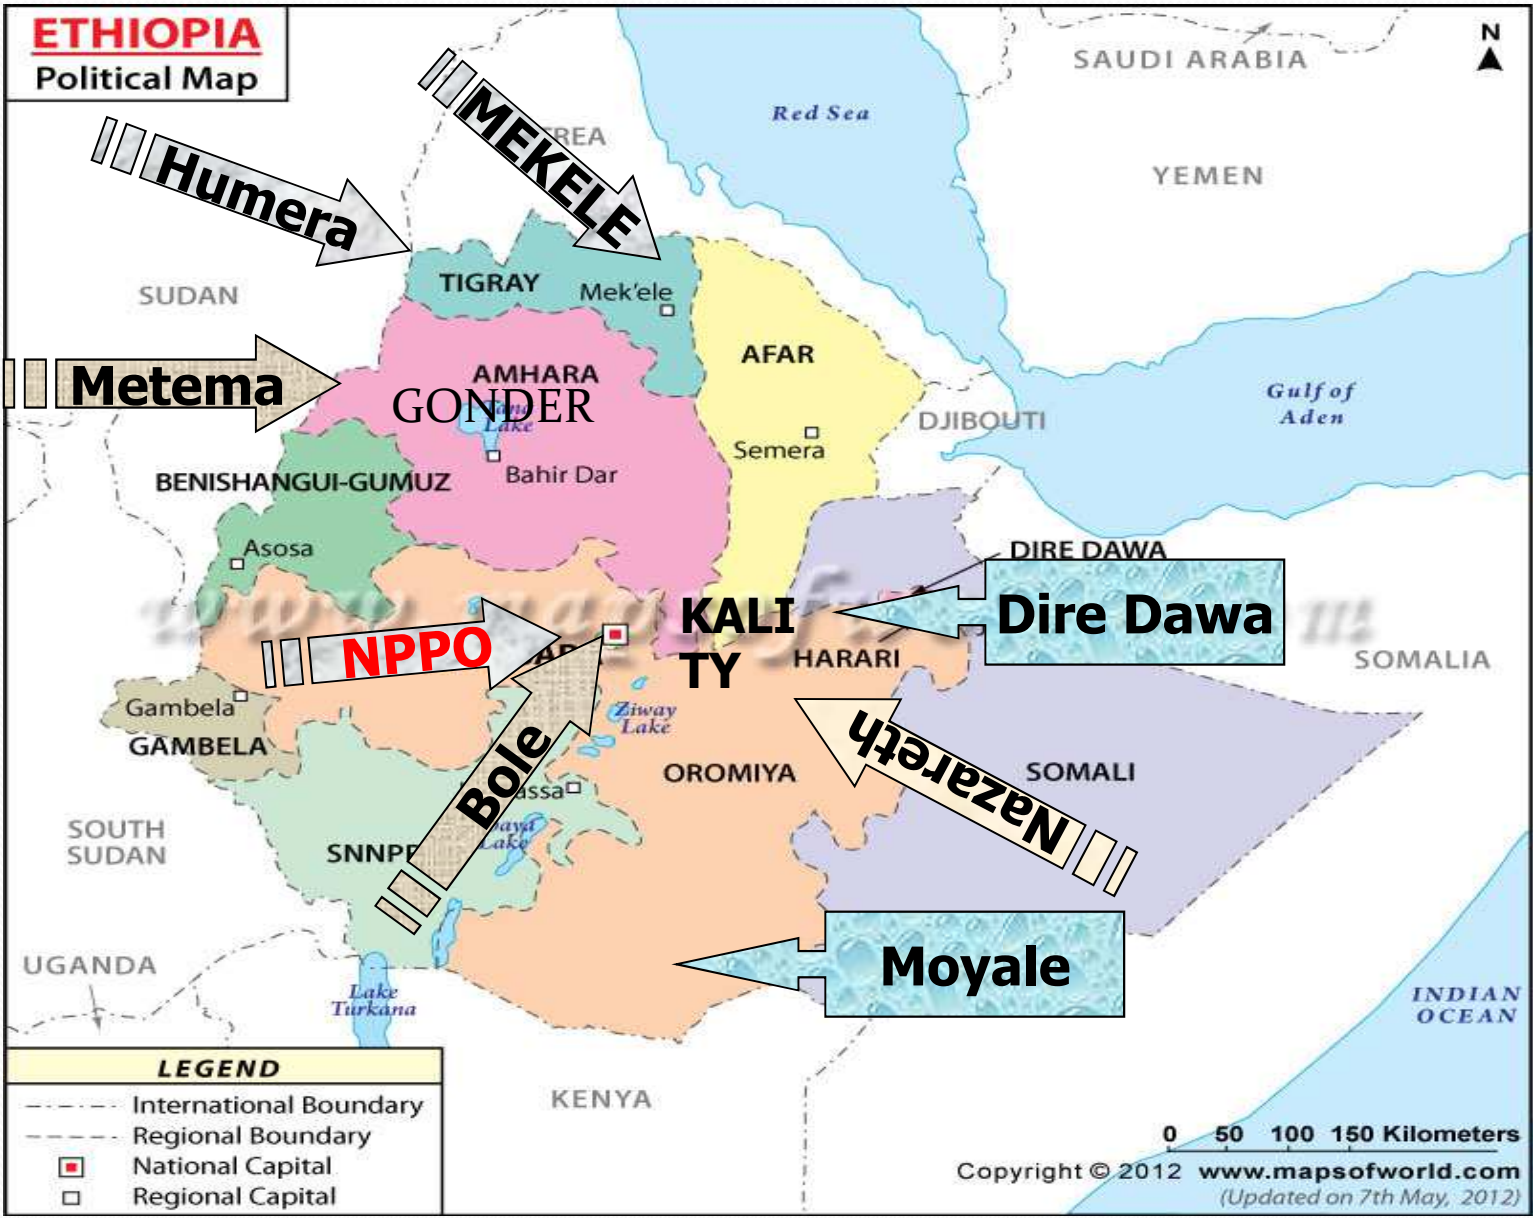 ETHIOPIA
Political Map
N
SAUDI ARABIA
Red Sea
MEKELE
YEMEN
Humera
TIGRAY
Mek'ele
SUDAN
AFAR
Metema
AMHARA
GONDER
Lake
Gulf of
Aden
DJIBOUTI
Semera
Bahir Dar
BENISHANGUI-GUMUZ
Asosa
DIRE DAWA
Dire Dawa
KALI
TY
NPPO
HARARI
SOMALIA
Gambela
GAMBELA
Ziway
Lake
Nazareth
Bole
OROMIYA
SOMALI
SOUTH
SUDAN
Lake
Moyale
UGANDA
Lake
Turkana
INDIAN
OCEAN
LEGEND
International Boundary
Regional Boundary
National Capital
Regional Capital
KENYA
0 50 100 150 Kilometers
Copyright © 2012 www.mapsofworld.com
(Updated on 7th May, 2012)